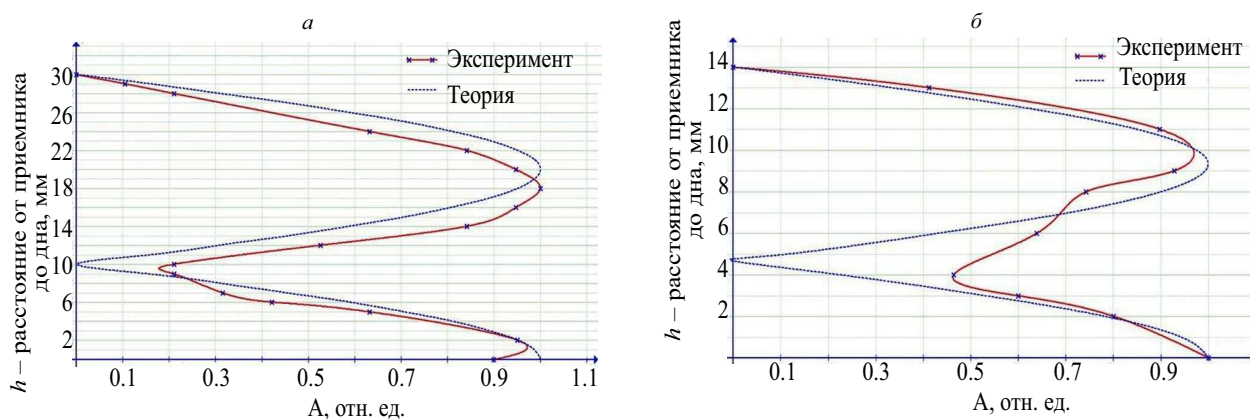 а
h – расстояние от приемника
до дна, мм
30
26
22
18
14
10
6
2
Эксперимент
Теория
0.1
0.3
0.5
0.7
0.9
1.1
А, отн. ед.
б
h – расстояние от приемника
до дна, мм
14
12
10
8
6
4
2
Эксперимент
Теория
0.1
0.3
0.5
0.7
0.9
А, отн. ед.